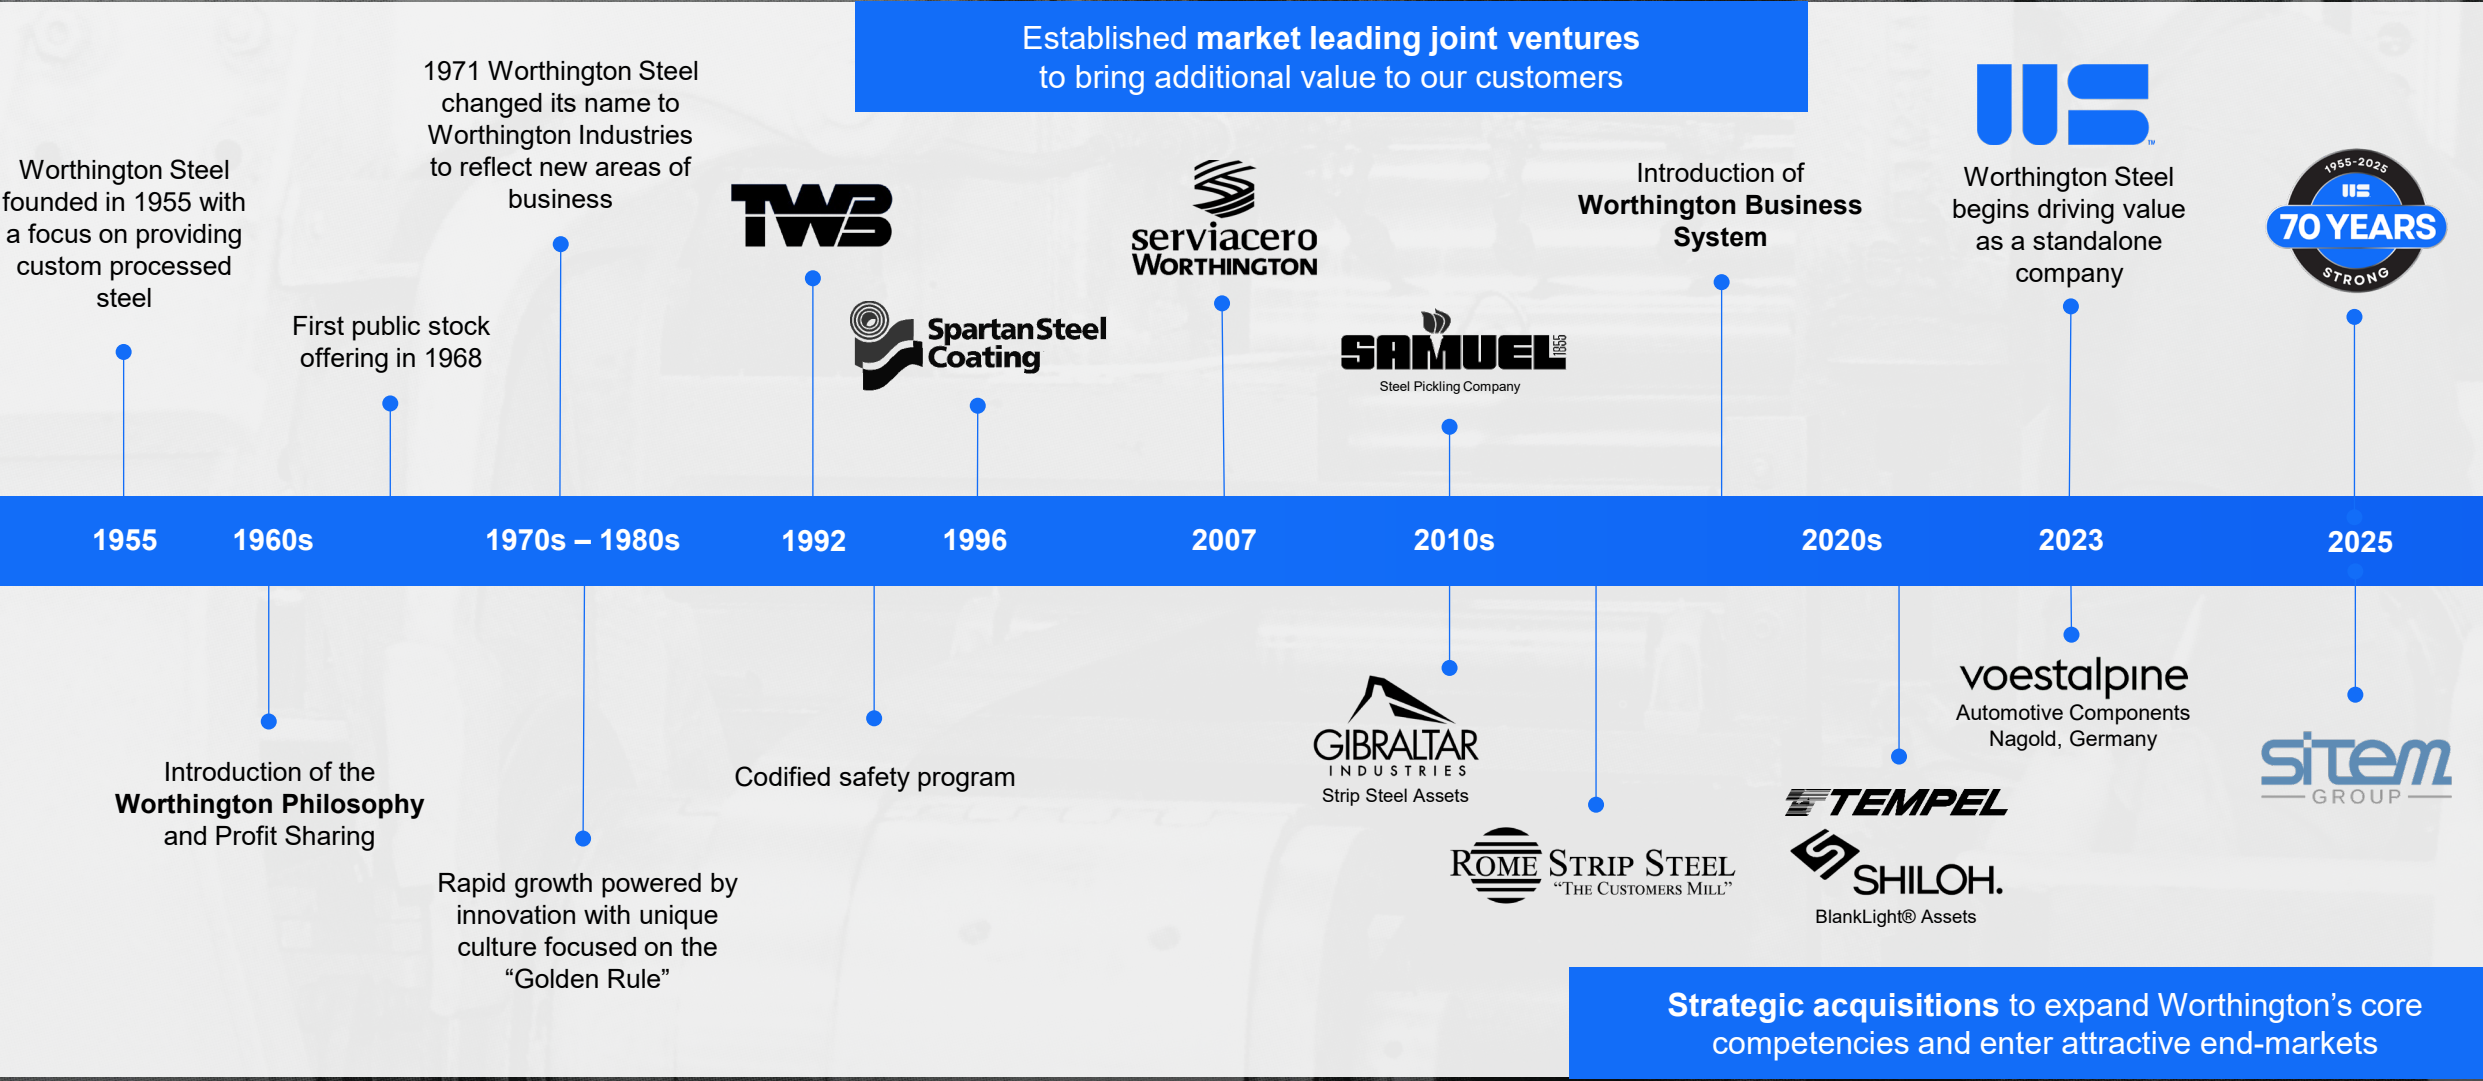 Established market leading joint ventures
to bring additional value to our customers
Worthington Steel
founded in 1955 with
a focus on providing
custom processed
steel
First public stock
offering in 1968
1971 Worthington Steel
changed its name to
Worthington Industries
to reflect new areas of
business
TWB
SpartanSteel
Coating
serviacero
WORTHINGTON
SAMUEL
1855
Steel Pickling Company
Introduction of
Worthington Business
System
WS
TM
Worthington Steel
begins driving value
as a standalone
company
1955-2025
WS
70 YEARS
STRONG
1955
1960s
1970s – 1980s
1992
1996
2007
2010s
2020s
2023
2025
Introduction of the
Worthington Philosophy
and Profit Sharing
Rapid growth powered by
innovation with unique
culture focused on the
“Golden Rule”
Codified safety program
GIBRALTAR
INDUSTRIES
Strip Steel Assets
ROME STRIP STEEL
“THE CUSTOMERS MILL”
TEMPEL
SHILOH.
BlankLight® Assets
voestalpine
Automotive Components
Nagold, Germany
sitem
GROUP
Strategic acquisitions to expand Worthington’s core
competencies and enter attractive end-markets